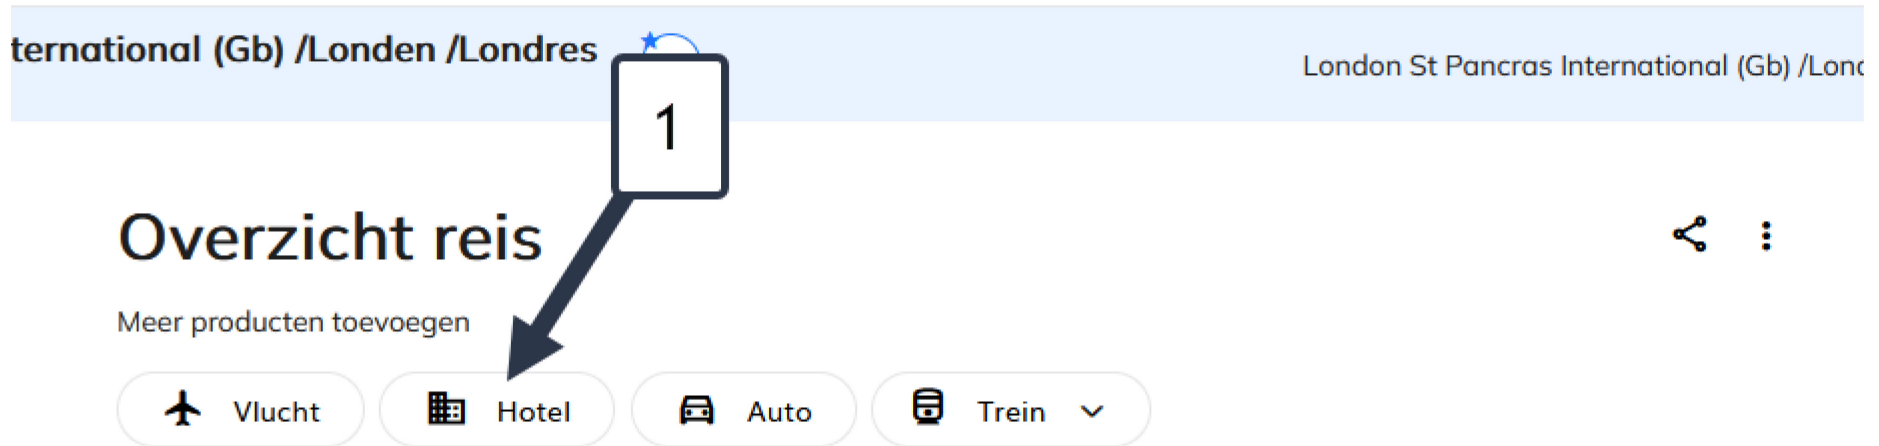 ternational (Gb) /Londen /Londres
London St Pancras International (Gb) /Lond
1
Overzicht reis
Meer producten toevoegen
Vlucht
Hotel
Auto
Trein